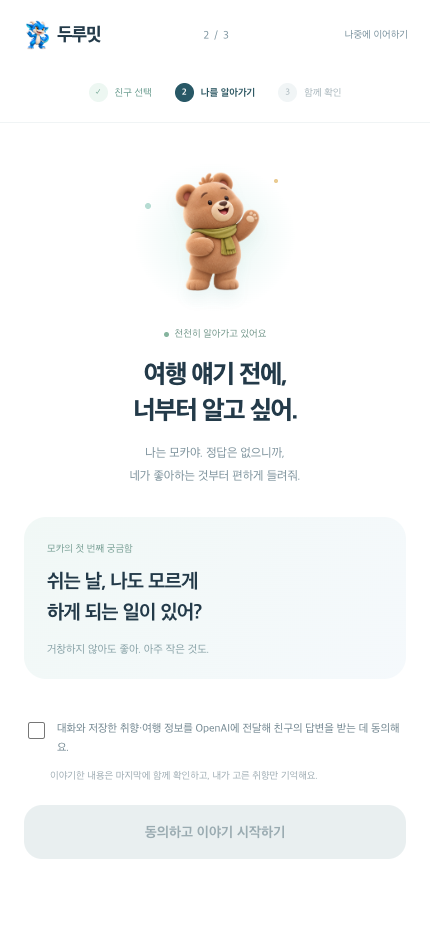 두루밋
2 / 3
나중에 이어하기
✓ 친구 선택
2 나를 알아가기
3 함께 확인
천천히 알아가고 있어요
여행 얘기 전에,
너부터 알고 싶어.
나는 모카야. 정답은 없으니까,
네가 좋아하는 것부터 편하게 들려줘.
모카의 첫 번째 궁금함
쉬는 날, 나도 모르게
하게 되는 일이 있어?
거창하지 않아도 좋아. 아주 작은 것도.
대화와 저장한 취향·여행 정보를 OpenAI에 전달해 친구의 답변을 받는 데 동의해
요.
이야기한 내용은 마지막에 함께 확인하고, 내가 고른 취향만 기억해요.
동의하고 이야기 시작하기